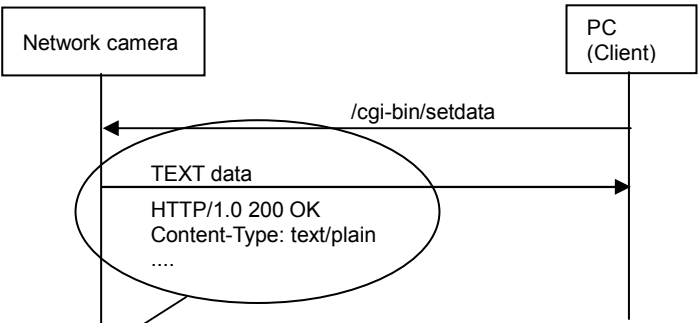 Network camera
PC
(Client)
/cgi-bin/setdata
TEXT data
HTTP/1.0 200 OK
Content-Type: text/plain
....